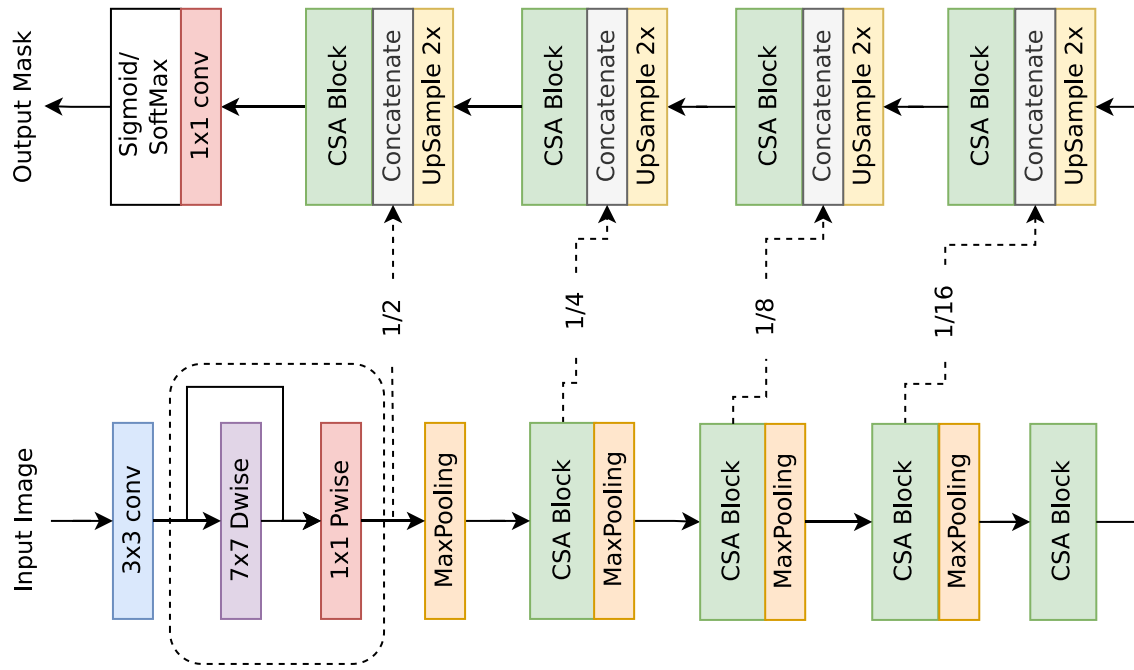 Output Mask
Sigmoid/
SoftMax
1x1 conv
CSA Block
Concatenate
UpSample 2x
CSA Block
Concatenate
UpSample 2x
CSA Block
Concatenate
UpSample 2x
CSA Block
Concatenate
UpSample 2x
1/2
1/4
1/8
1/16
Input Image
3x3 conv
7x7 Dwise
1x1 Pwise
MaxPooling
CSA Block
MaxPooling
CSA Block
MaxPooling
CSA Block
MaxPooling
CSA Block